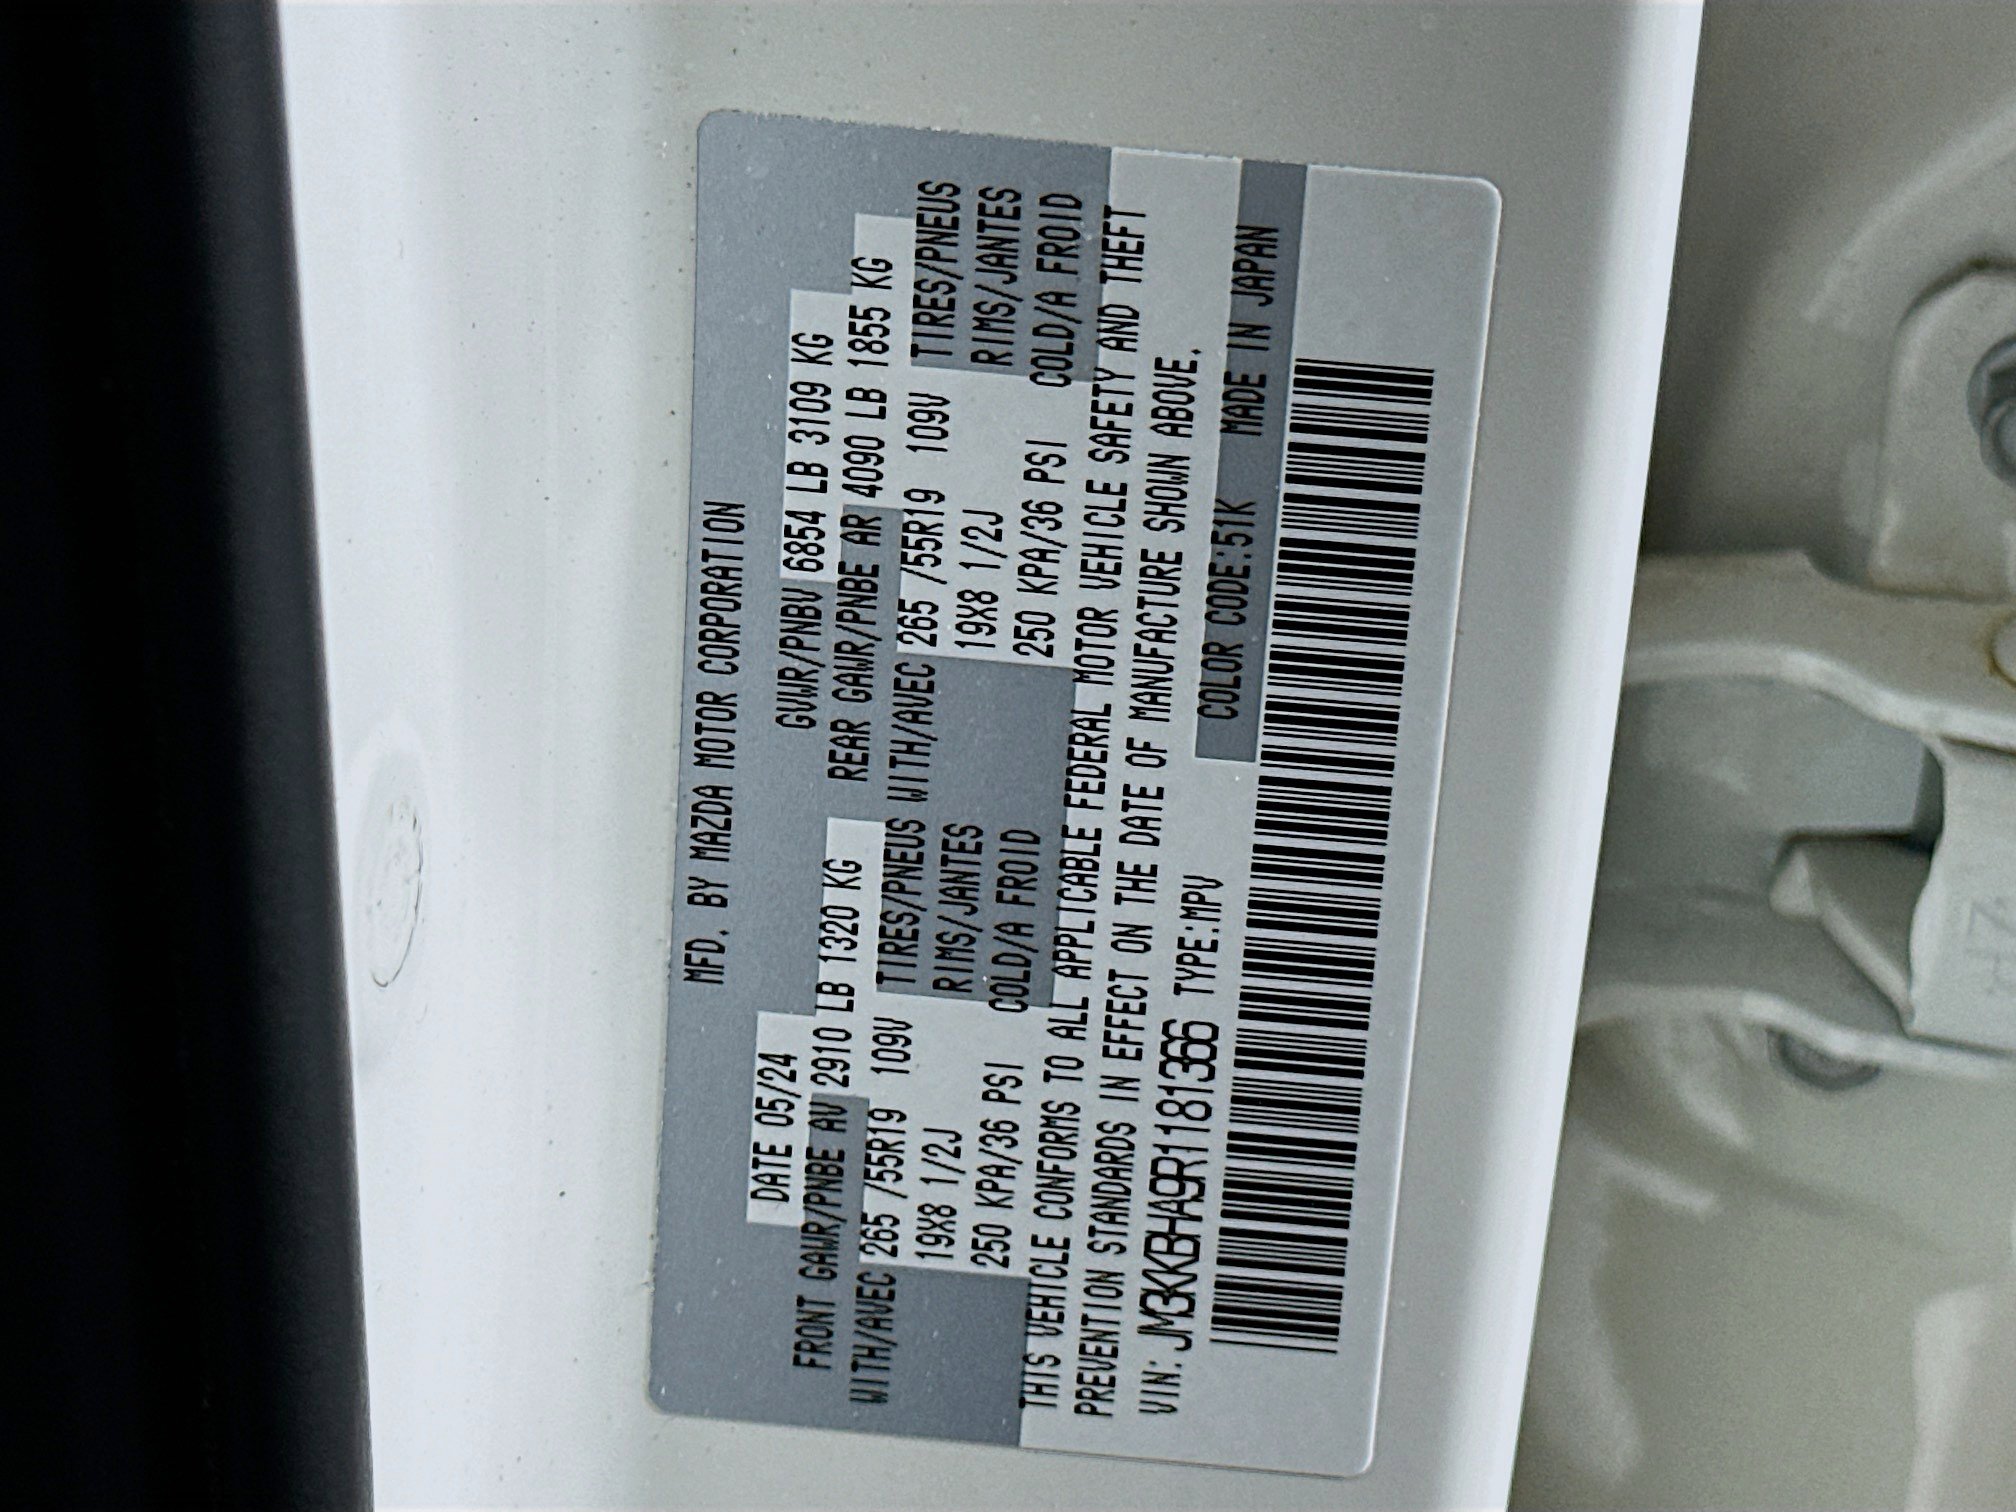 MFD. BY MAZDA MOTOR CORPORATION
DATE 05/24 GVWR/PNBV 6854 LB 3109 KG
FRONT GAWR/PNBE AV 2910 LB 1320 KG REAR GAWR/PNBE AR 4090 LB 1855 KG
WITH/AVEC 265 /55R19 109V TIRES/PNEUS WITH/AVEC 265 /55R19 109V TIRES/PNEUS
19X8 1/2J RIMS/JANTES 19X8 1/2J RIMS/JANTES
250 KPA/36 PSI COLD/A FROID 250 KPA/36 PSI COLD/A FROID
THIS VEHICLE CONFORMS TO ALL APPLICABLE FEDERAL MOTOR VEHICLE SAFETY AND THEFT
PREVENTION STANDARDS IN EFFECT ON THE DATE OF MANUFACTURE SHOWN ABOVE.
VIN: JM3KKBHA9R1181366 TYPE:MPV COLOR CODE:51K MADE IN JAPAN